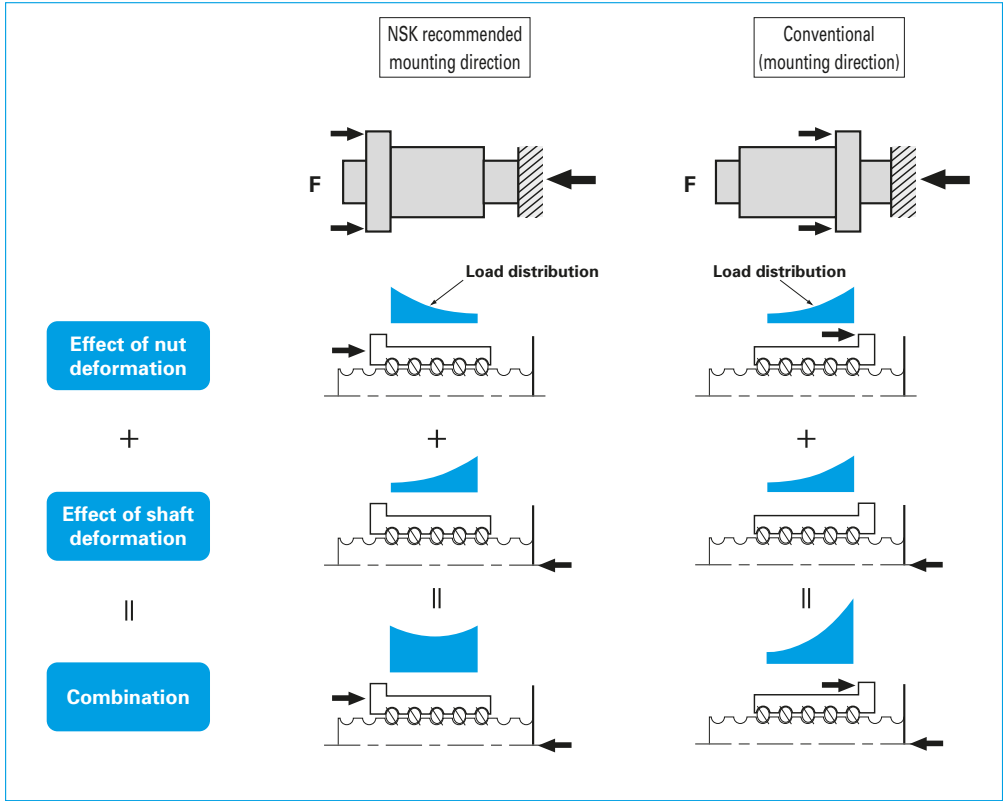 NSK recommended
mounting direction
Conventional
(mounting direction)
F
F
Load distribution
Load distribution
Effect of nut
deformation
+
+
+
Effect of shaft
deformation
=
=
=
Combination